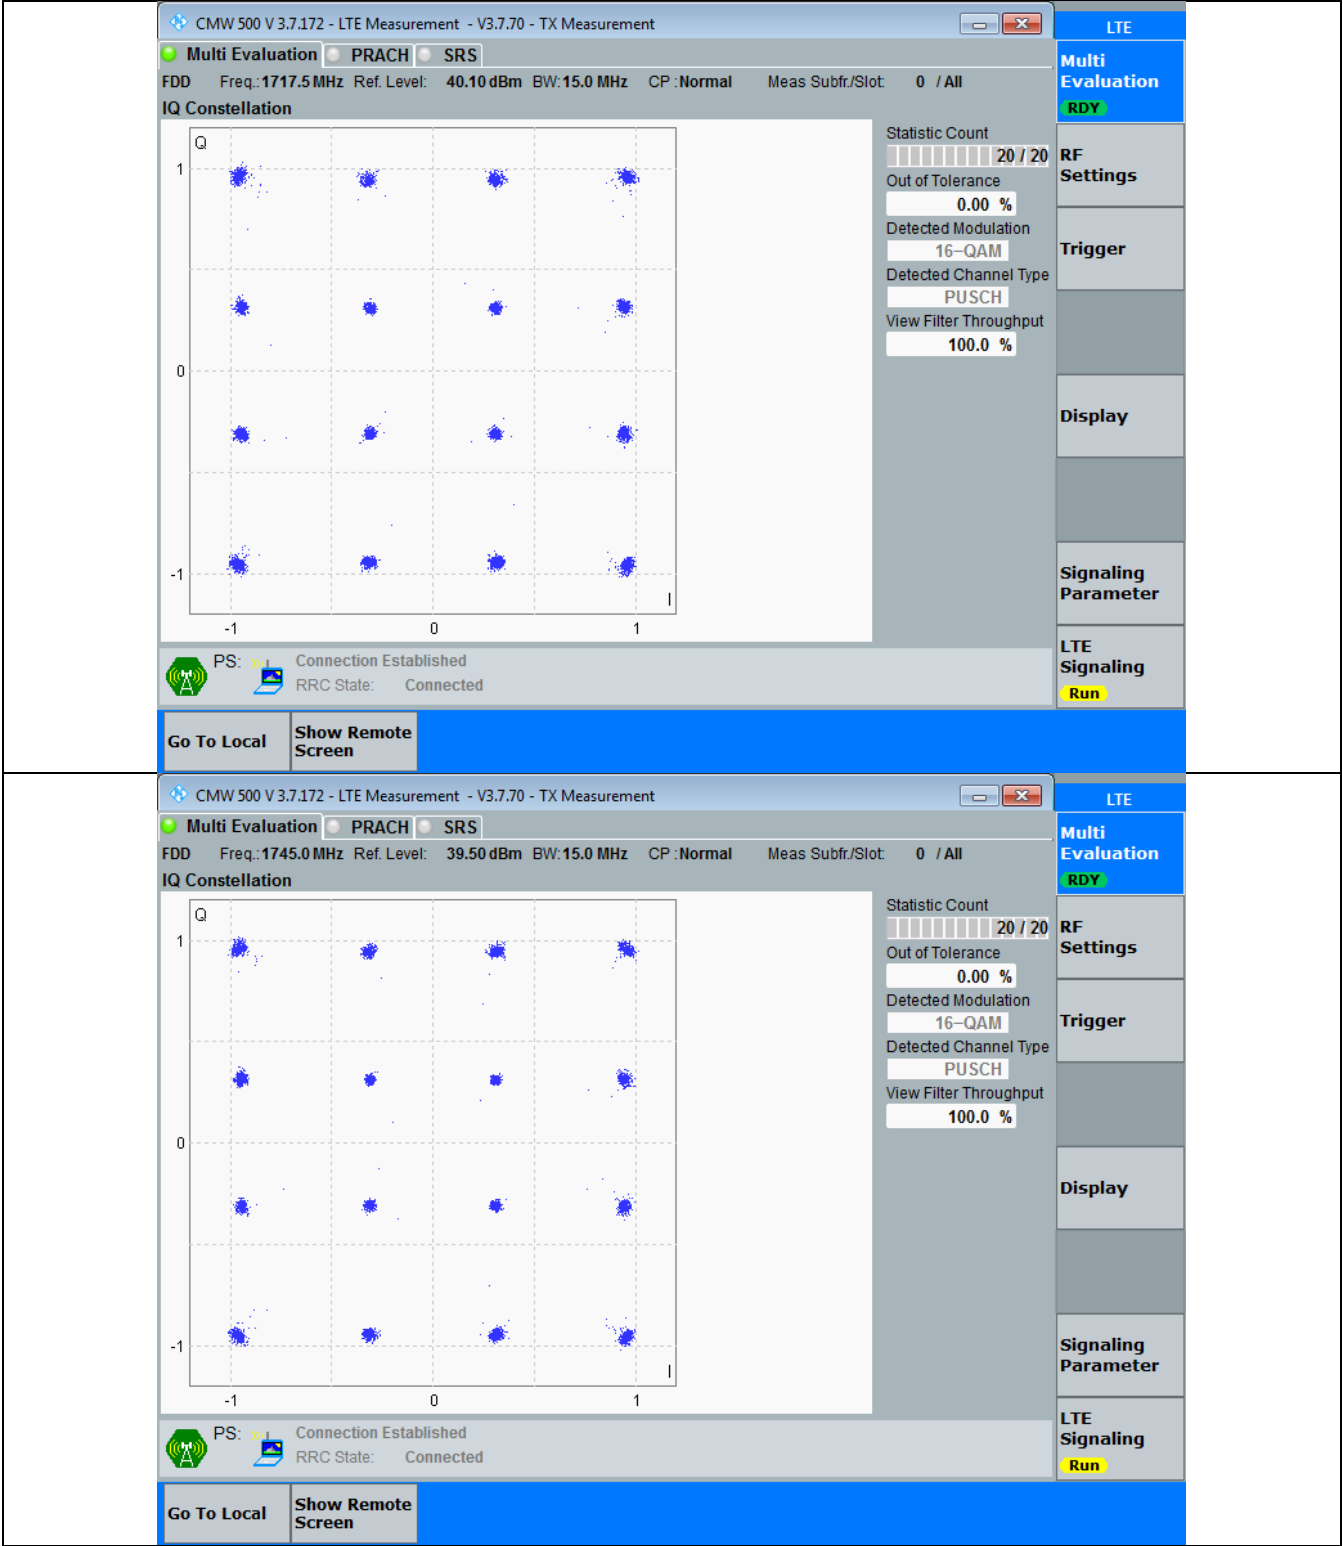 CMW 500 V 3.7.172 - LTE Measurement - V3.7.70 - TX Measurement
LTE
Multi Evaluation PRACH SRS
Multi
Evaluation
RDY
FDD Freq.:1717.5 MHz Ref. Level: 40.10 dBm BW:15.0 MHz CP :Normal Meas Subfr./Slot: 0 / All
IQ Constellation
Q
1
0
-1
I
-1 0 1
Statistic Count
20 / 20
Out of Tolerance
0.00 %
Detected Modulation
16-QAM
Detected Channel Type
PUSCH
View Filter Throughput
100.0 %
RF
Settings
Trigger
Display
Signaling
Parameter
LTE
Signaling
Run
PS: Connection Established
RRC State: Connected
Go To Local
Show Remote
Screen
CMW 500 V 3.7.172 - LTE Measurement - V3.7.70 - TX Measurement
LTE
Multi Evaluation PRACH SRS
Multi
Evaluation
RDY
FDD Freq.:1745.0 MHz Ref. Level: 39.50 dBm BW:15.0 MHz CP :Normal Meas Subfr./Slot: 0 / All
IQ Constellation
Q
1
0
-1
I
-1 0 1
Statistic Count
20 / 20
Out of Tolerance
0.00 %
Detected Modulation
16-QAM
Detected Channel Type
PUSCH
View Filter Throughput
100.0 %
RF
Settings
Trigger
Display
Signaling
Parameter
LTE
Signaling
Run
PS: Connection Established
RRC State: Connected
Go To Local
Show Remote
Screen